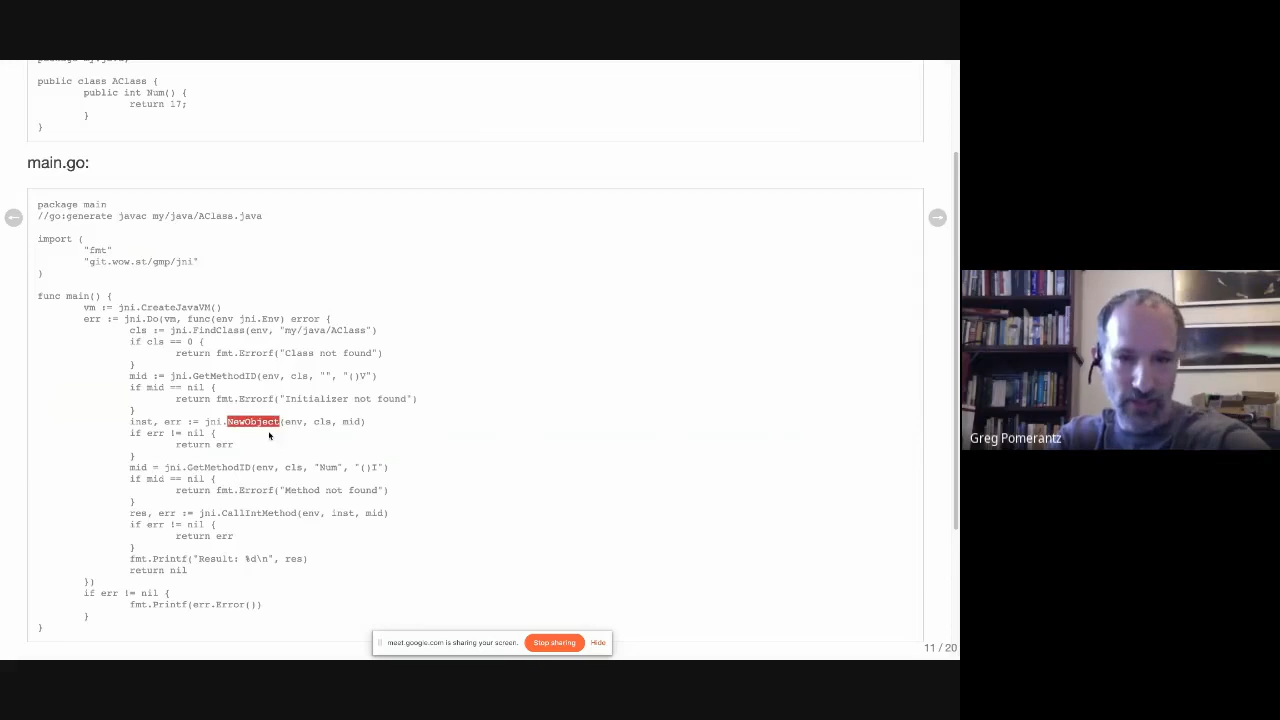 package my.java;
public class AClass {
public int Num() {
return 17;
}
}
main.go:
package main
//go:generate javac my/java/AClass.java
import (
"fmt"
"git.wow.st/gmp/jni"
)
func main() {
vm := jni.CreateJavaVM()
err := jni.Do(vm, func(env jni.Env) error {
cls := jni.FindClass(env, "my/java/AClass")
if cls == 0 {
return fmt.Errorf("Class not found")
}
mid := jni.GetMethodID(env, cls, "", "()V")
if mid == nil {
return fmt.Errorf("Initializer not found")
}
inst, err := jni.NewObject(env, cls, mid)
if err != nil {
return err
}
mid = jni.GetMethodID(env, cls, "Num", "()I")
if mid == nil {
return fmt.Errorf("Method not found")
}
res, err := jni.CallIntMethod(env, inst, mid)
if err != nil {
return err
}
fmt.Printf("Result: %d\n", res)
return nil
})
if err != nil {
fmt.Printf(err.Error())
}
}
meet.google.com is sharing your screen.
Stop sharing
Hide
11 / 20
Greg Pomerantz